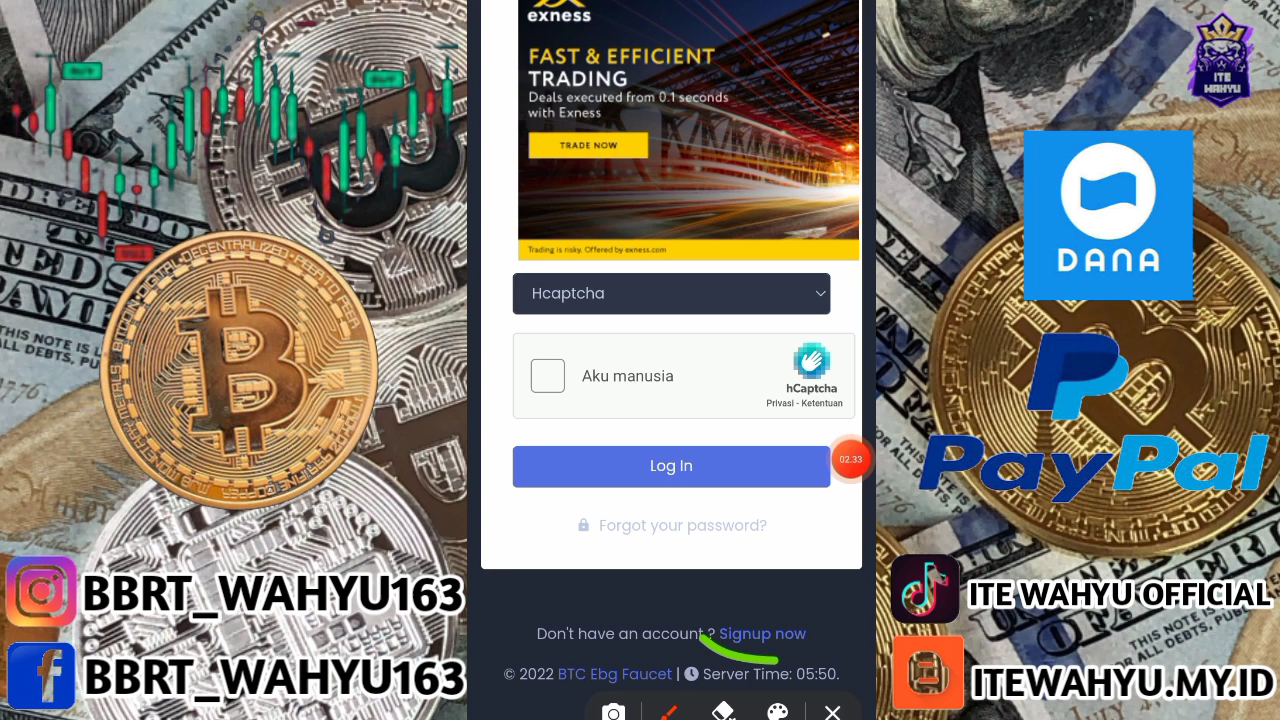 exness
FAST & EFFICIENT
TRADING
Deals executed from 0.1 seconds
with Exness
TRADE NOW
Trading is risky. Offered by exness.com
Hcaptcha
Aku manusia
hCaptcha
Privasi - Ketentuan
Log In
02.33
Forgot your password?
Don't have an account ? Signup now
© 2022 BTC Ebg Faucet | Server Time: 05:50.
BUY
BUY
BBRT_WAHYU163
BBRT_WAHYU163
ITE
WAHYU
DANA
PayPal
ITE WAHYU OFFICIAL
ITEWAHYU.MY.ID